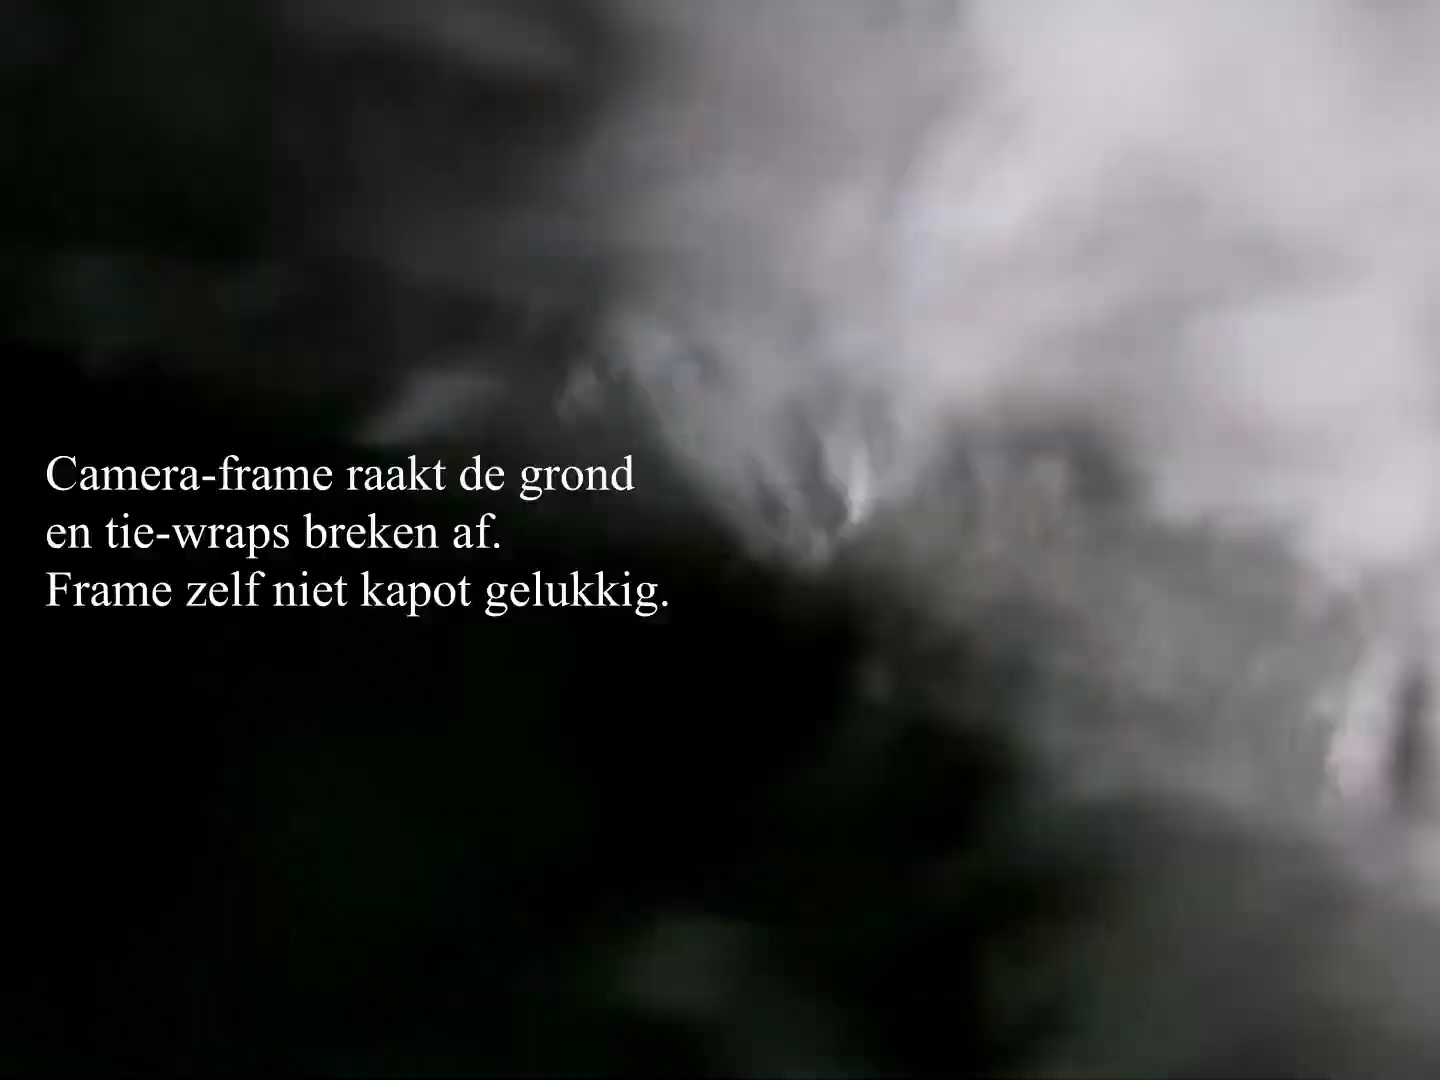 Camera-frame raakt de grond
en tie-wraps breken af.
Frame zelf niet kapot gelukkig.